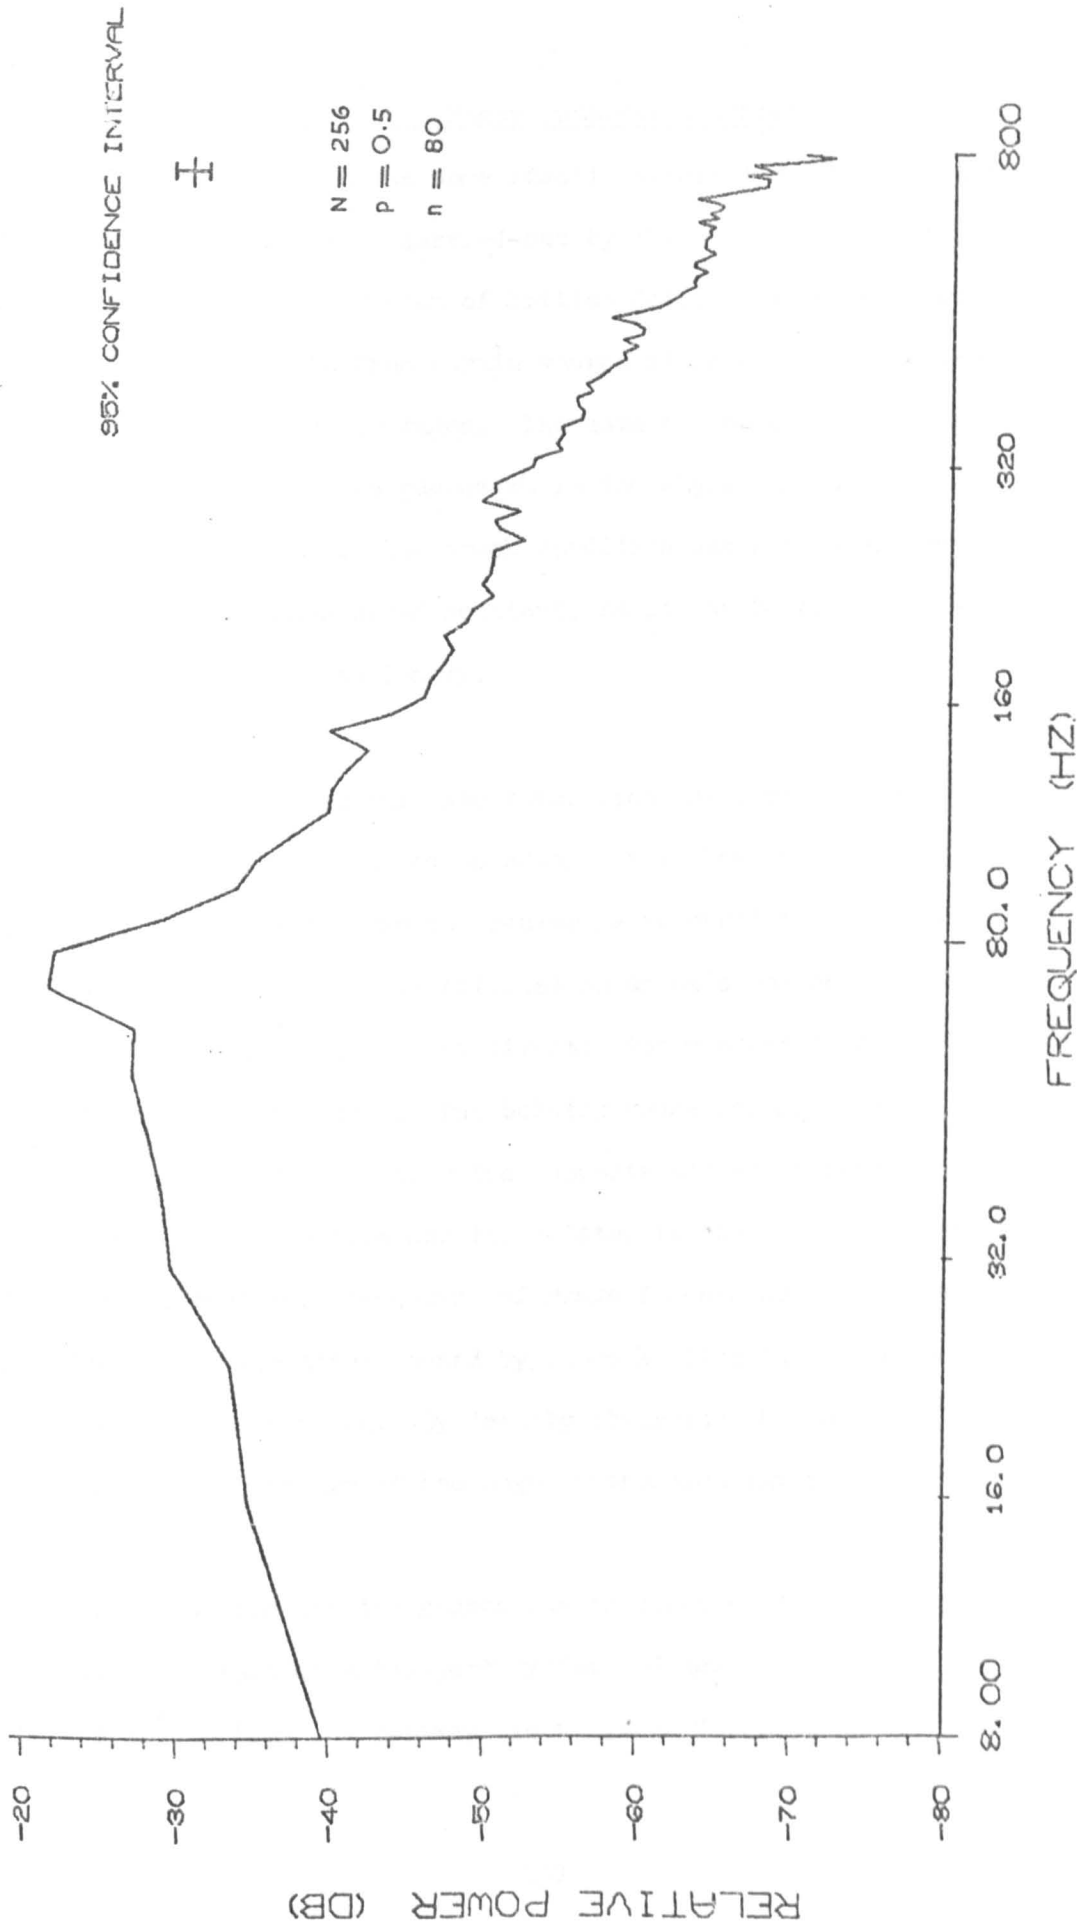 95% CONFIDENCE INTERVAL
N = 256
p = 0.5
n = 80
-20
-30
-40
-50
-60
-70
-80
RELATIVE POWER (DB)
8.00
16.0
32.0
80.0
160
320
800
FREQUENCY (HZ)